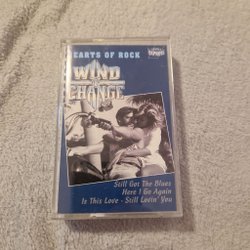 HEARTS OF ROCK
WIND
OF
CHANGE
Still Got The Blues
Here I Go Again
Is This Love - Still Lovin' You